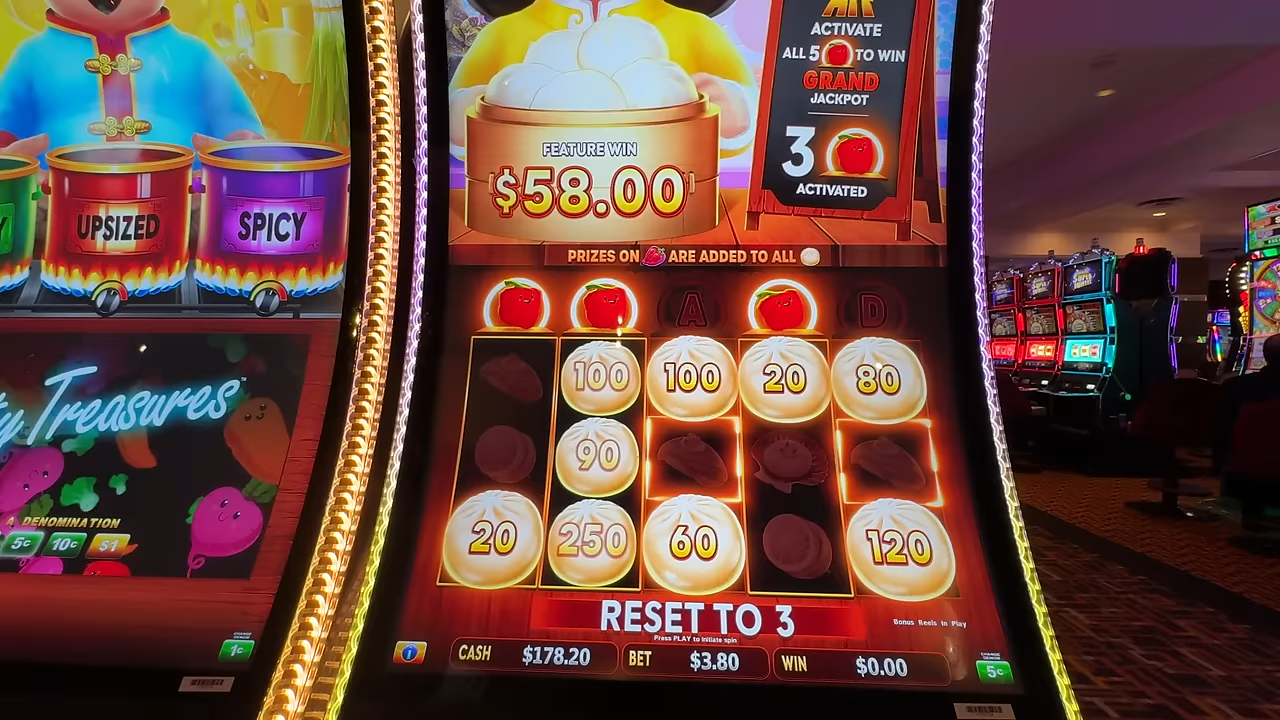 ACTIVATE
ALL 5 TO WIN
GRAND
JACKPOT
3
ACTIVATED
FEATURE WIN
$58.00
PRIZES ON ARE ADDED TO ALL
UPSIZED
SPICY
Treasures
DENOMINATION
5¢ 10¢ $1
1¢
A D
100 100 20 80
90
20 250 60 120
RESET TO 3
Press PLAY to initiate spin
Bonus Reels In Play
CASH $178.20 BET $3.80 WIN $0.00
5¢